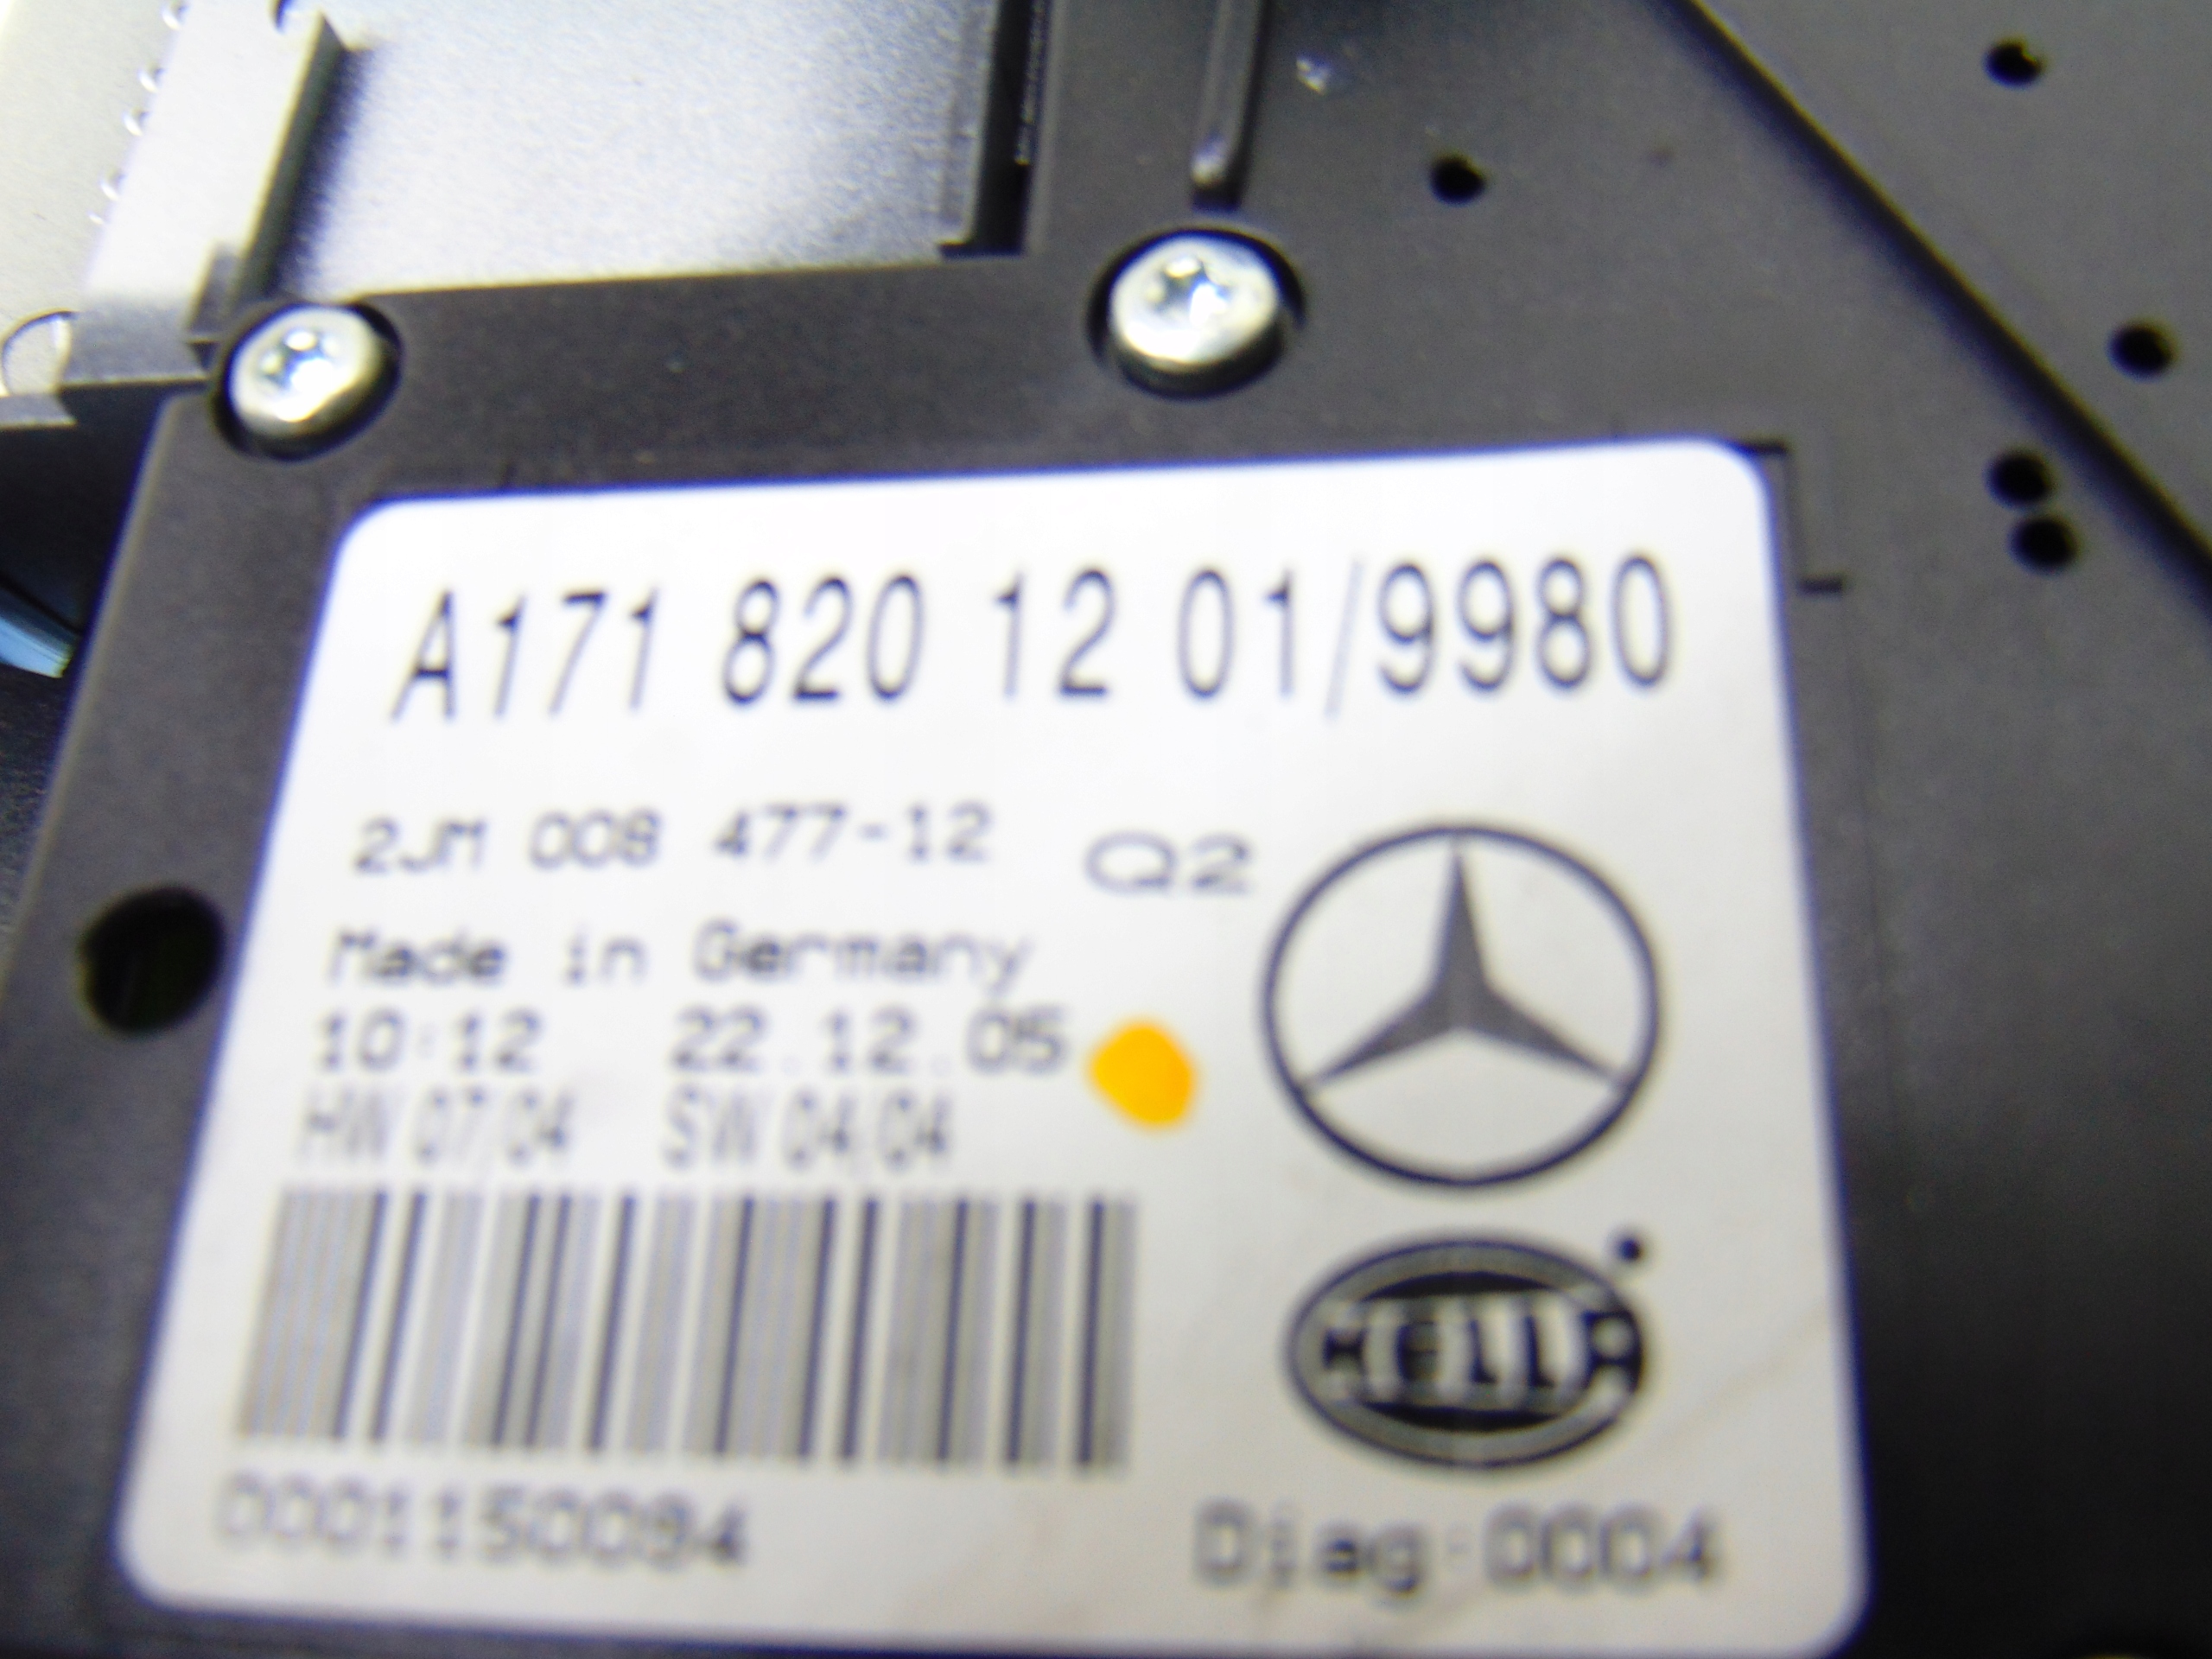 A171 820 12 01/9980
2JM 008 477-12 Q2
Made in Germany
10:12 22.12.05
HW 07/04 SW 04/04
HELLA
0001150094
Diag:0004